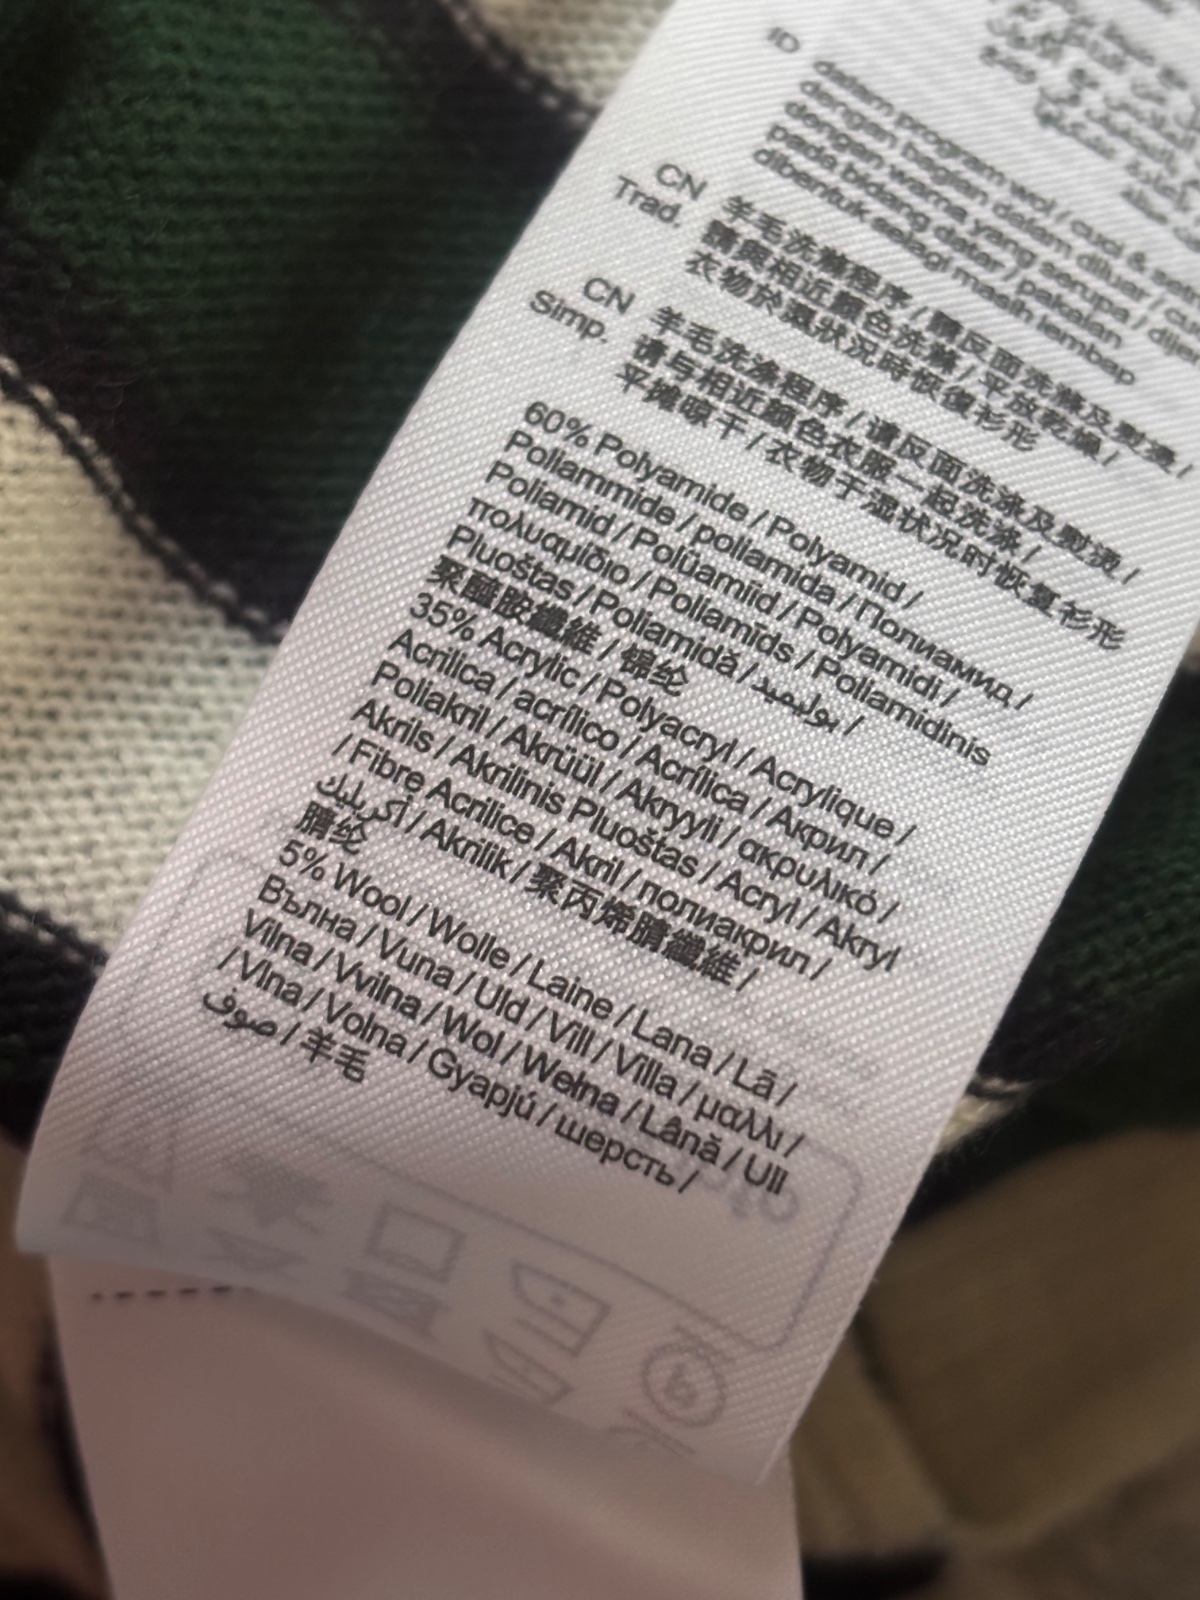 ID
dalam program wol / cuci & setrika
dengan bagian dalam diluar / cuci
dengan warna yang serupa / dijemur
pada bidang datar / pakaian
dibentuk selagi masih lembap
CN
Trad.
羊毛洗滌程序 / 請反面洗滌及熨燙 /
請與相近顏色洗滌 / 平放乾燥 /
衣物於濕狀況時恢復衫形
CN
Simp.
羊毛洗涤程序 / 请反面洗涤及熨烫 /
请与相近颜色衣服一起洗涤 /
平摊晾干 / 衣物于湿状况时恢复衫形
60% Polyamide / Polyamid /
Poliammide / poliamida / Полиамид /
Poliamid / Polüamiid / Polyamidi /
πολυαμίδιο / Poliamīds / Poliamidinis
Pluoštas / Poliamidă / بوليميد /
聚醯胺纖維 / 锦纶
35% Acrylic / Polyacryl / Acrylique /
Acrilica / acrílico / Acrílica / Акрил /
Poliakril / Akrüül / Akryyli / ακρυλικό /
Akrils / Akrilinis Pluoštas / Acryl / Akryl
/ Fibre Acrilice / Akril / полиакрил /
أكريليك / Akrilik / 聚丙烯腈纖維 /
腈纶
5% Wool / Wolle / Laine / Lana / Lã /
Вълна / Vuna / Uld / Vill / Villa / μαλλι /
Vilna / Vvilna / Wol / Wełna / Lână / Ull
/ Vlna / Volna / Gyapjú / шерсть /
صوف / 羊毛